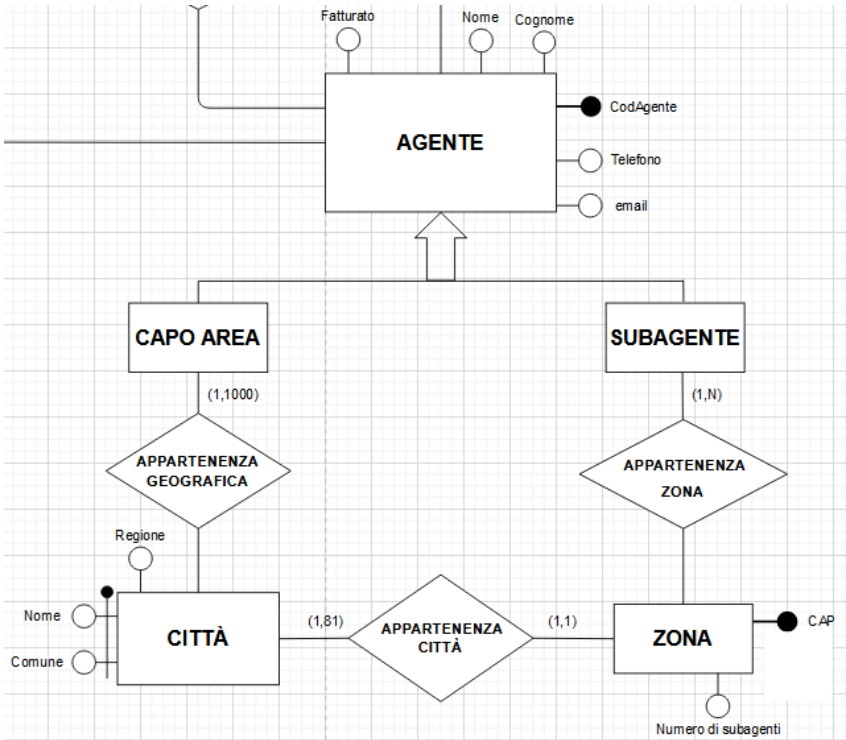 Fatturato
Nome
Cognome
CodAgente
AGENTE
Telefono
email
CAPO AREA
SUBAGENTE
(1,1000)
(1,N)
APPARTENENZA
GEOGRAFICA
APPARTENENZA
ZONA
Regione
Nome
Comune
CITTÀ
(1,81)
APPARTENENZA
CITTÀ
(1,1)
ZONA
CAP
Numero di subagenti